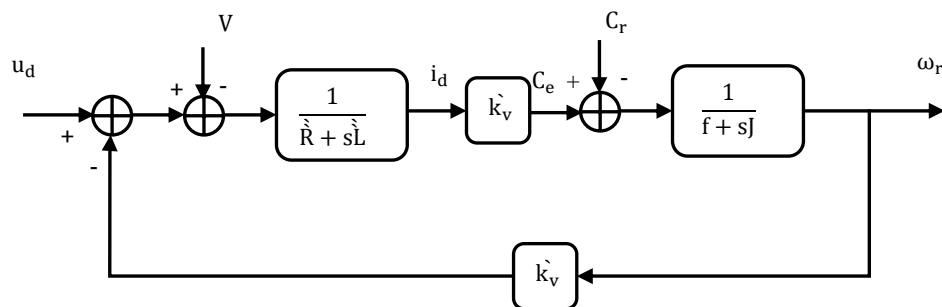 V
C_r
u_d
i_d
C_e
ω_r
+
-
+
-
+
-
1
R̀̀ + sL̀̀
k̀_v
1
f + sJ
k̀_v